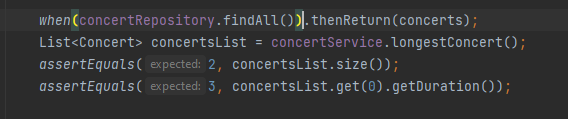 when(concertRepository.findAll()).thenReturn(concerts);
List<Concert> concertsList = concertService.longestConcert();
assertEquals( expected: 2, concertsList.size());
assertEquals( expected: 3, concertsList.get(0).getDuration());